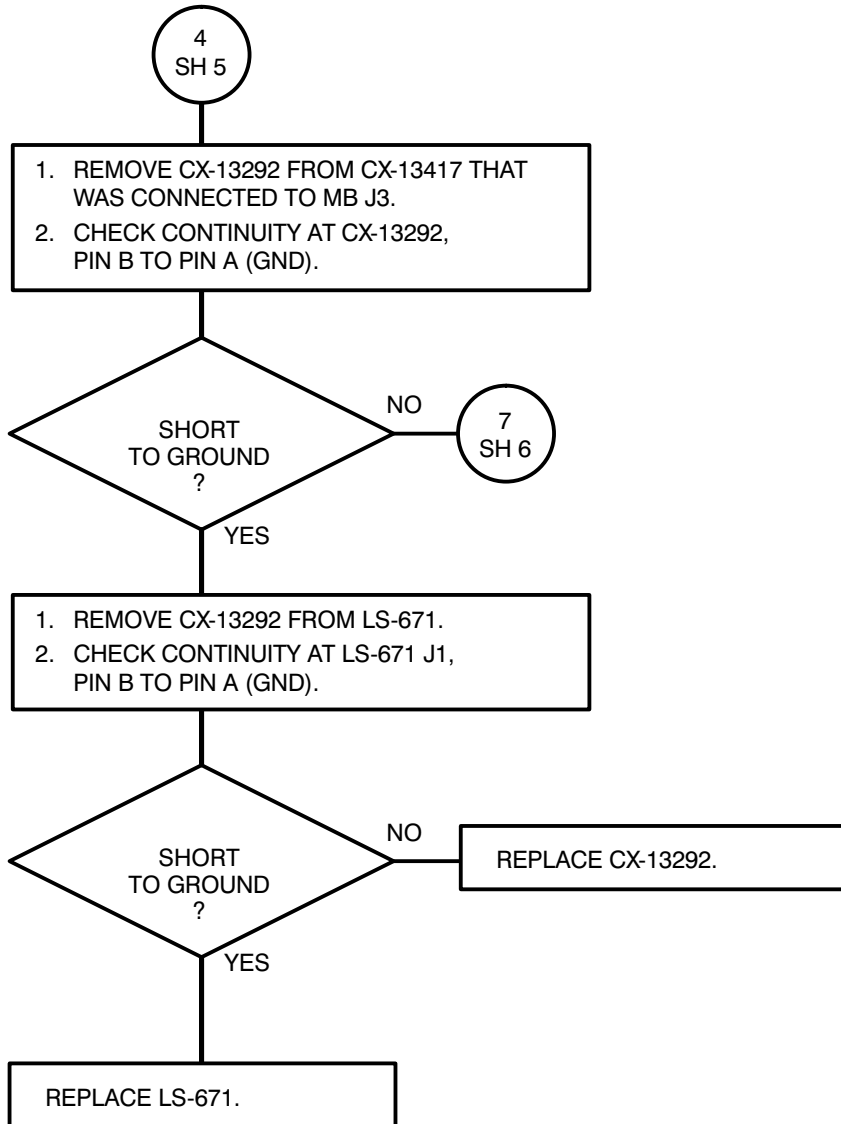 4
SH 5
1. REMOVE CX-13292 FROM CX-13417 THAT
WAS CONNECTED TO MB J3.
2. CHECK CONTINUITY AT CX-13292,
PIN B TO PIN A (GND).
SHORT
TO GROUND
?
NO
7
SH 6
YES
1. REMOVE CX-13292 FROM LS-671.
2. CHECK CONTINUITY AT LS-671 J1,
PIN B TO PIN A (GND).
SHORT
TO GROUND
?
NO
REPLACE CX-13292.
YES
REPLACE LS-671.